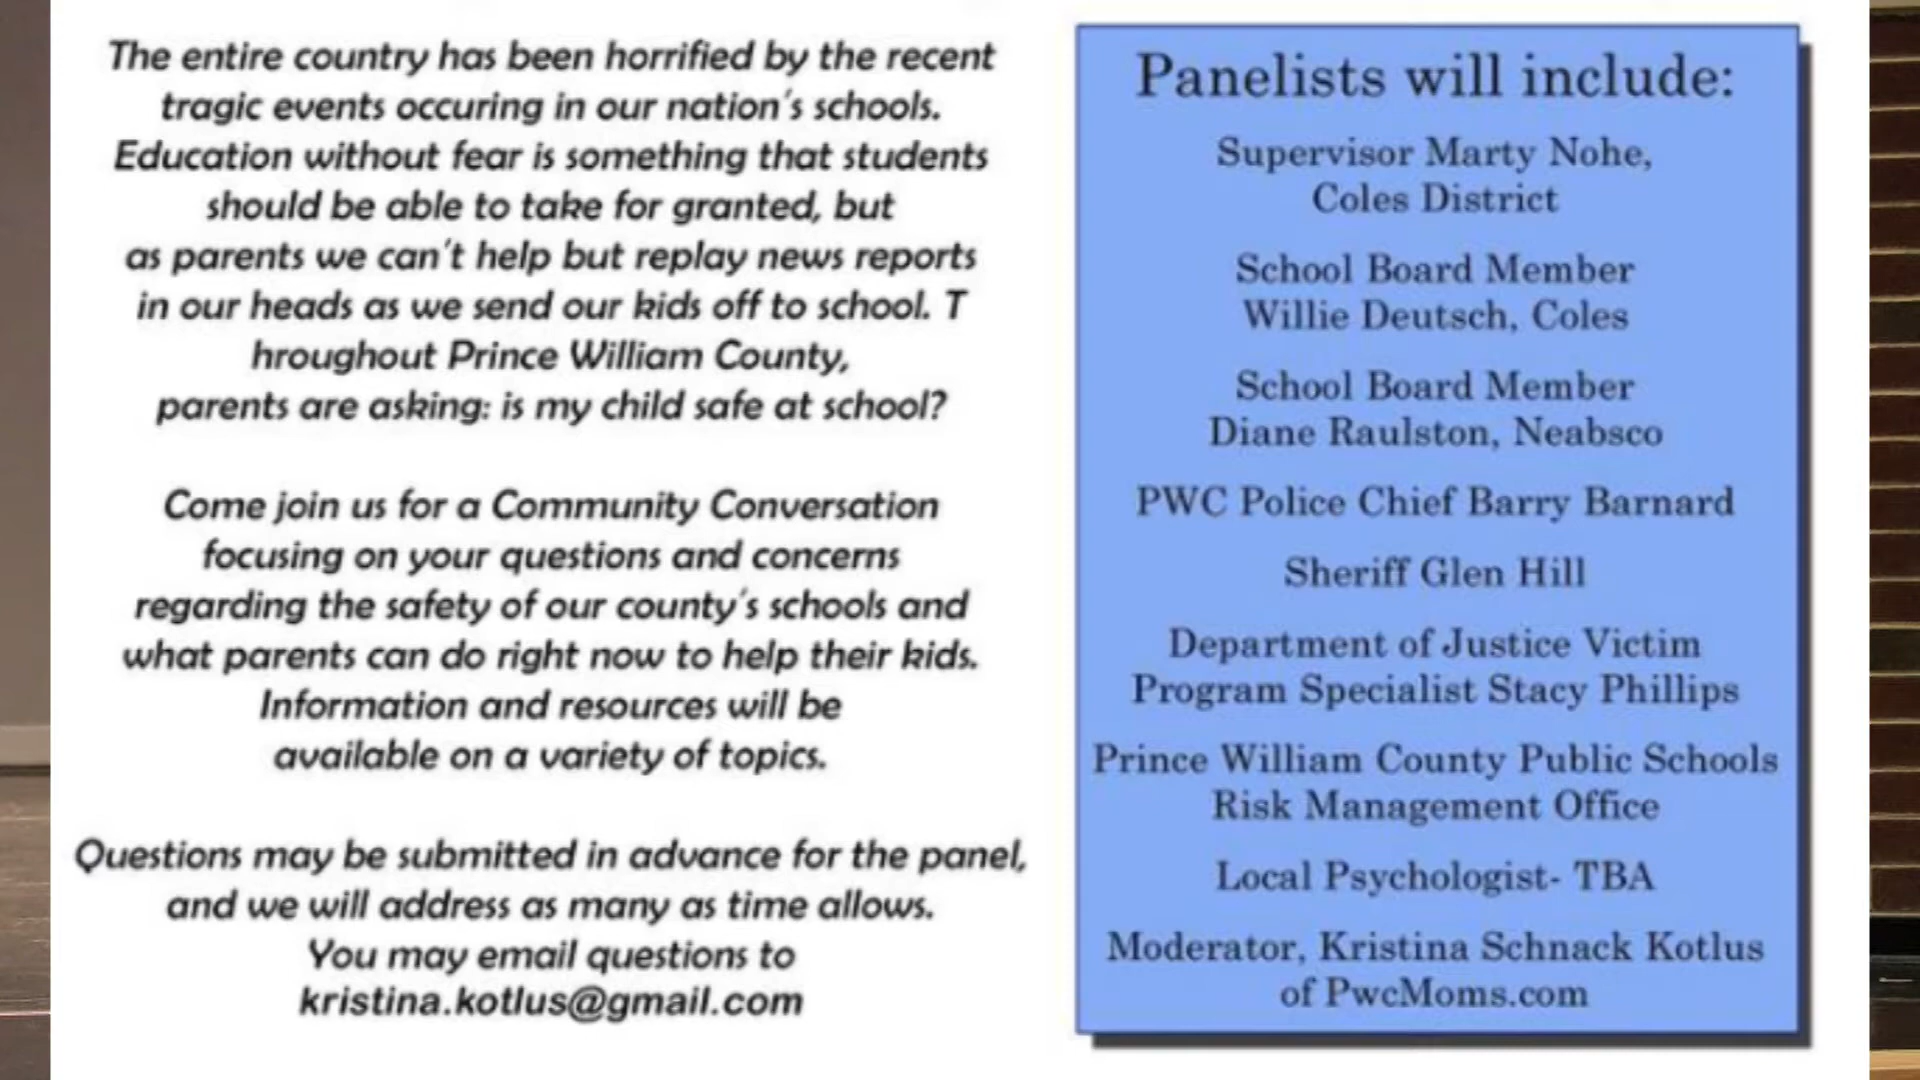 The entire country has been horrified by the recent
tragic events occuring in our nation's schools.
Education without fear is something that students
should be able to take for granted, but
as parents we can't help but replay news reports
in our heads as we send our kids off to school. T
hroughout Prince William County,
parents are asking: is my child safe at school?
Come join us for a Community Conversation
focusing on your questions and concerns
regarding the safety of our county's schools and
what parents can do right now to help their kids.
Information and resources will be
available on a variety of topics.
Questions may be submitted in advance for the panel,
and we will address as many as time allows.
You may email questions to
kristina.kotlus@gmail.com
Panelists will include:
Supervisor Marty Nohe,
Coles District
School Board Member
Willie Deutsch, Coles
School Board Member
Diane Raulston, Neabsco
PWC Police Chief Barry Barnard
Sheriff Glen Hill
Department of Justice Victim
Program Specialist Stacy Phillips
Prince William County Public Schools
Risk Management Office
Local Psychologist- TBA
Moderator, Kristina Schnack Kotlus
of PwcMoms.com